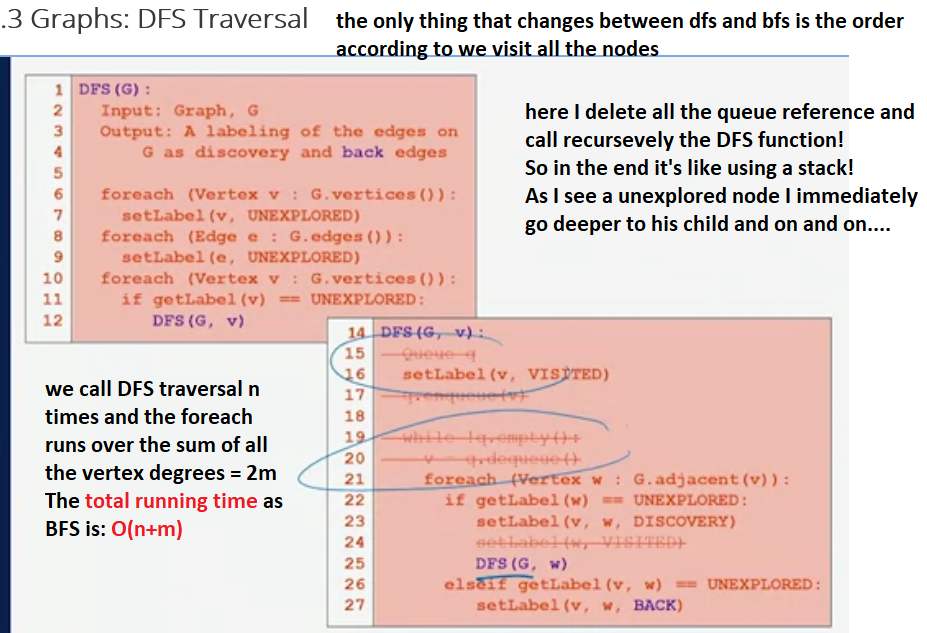 .3 Graphs: DFS Traversal
the only thing that changes between dfs and bfs is the order
according to we visit all the nodes
1 DFS(G):
2 Input: Graph, G
3 Output: A labeling of the edges on
4 G as discovery and back edges
5
6 foreach (Vertex v : G.vertices()):
7 setLabel(v, UNEXPLORED)
8 foreach (Edge e : G.edges()):
9 setLabel(e, UNEXPLORED)
10 foreach (Vertex v : G.vertices()):
11 if getLabel(v) == UNEXPLORED:
12 DFS(G, v)
here I delete all the queue reference and
call recursevely the DFS function!
So in the end it's like using a stack!
As I see a unexplored node I immediately
go deeper to his child and on and on....
we call DFS traversal n
times and the foreach
runs over the sum of all
the vertex degrees = 2m
The total running time as
BFS is: O(n+m)
14 DFS(G, v):
15 Queue q
16 setLabel(v, VISITED)
17 q.enqueue(v)
18
19 while !q.empty():
20 v = q.dequeue()
21 foreach (Vertex w : G.adjacent(v)):
22 if getLabel(w) == UNEXPLORED:
23 setLabel(v, w, DISCOVERY)
24 setLabel(w, VISITED)
25 DFS(G, w)
26 elseif getLabel(v, w) == UNEXPLORED:
27 setLabel(v, w, BACK)